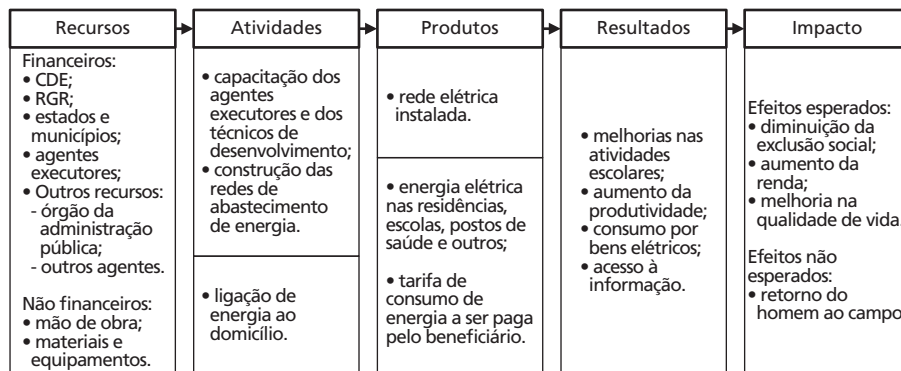 Recursos
Atividades
Produtos
Resultados
Impacto
Financeiros:
• CDE;
• RGR;
• estados e
municípios;
• agentes
executores;
• Outros recursos:
- órgão da
administração
pública;
- outros agentes.
Não financeiros:
• mão de obra;
• materiais e
equipamentos.
• capacitação dos
agentes
executores e dos
técnicos de
desenvolvimento;
• construção das
redes de
abastecimento
de energia.
• ligação de
energia ao
domicílio.
• rede elétrica
instalada.
• energia elétrica
nas residências,
escolas, postos de
saúde e outros;
• tarifa de
consumo de
energia a ser paga
pelo beneficiário.
• melhorias nas
atividades
escolares;
• aumento da
produtividade;
• consumo por
bens elétricos;
• acesso à
informação.
Efeitos esperados:
• diminuição da
exclusão social;
• aumento da
renda;
• melhoria na
qualidade de vida.
Efeitos não
esperados:
• retorno do
homem ao campo